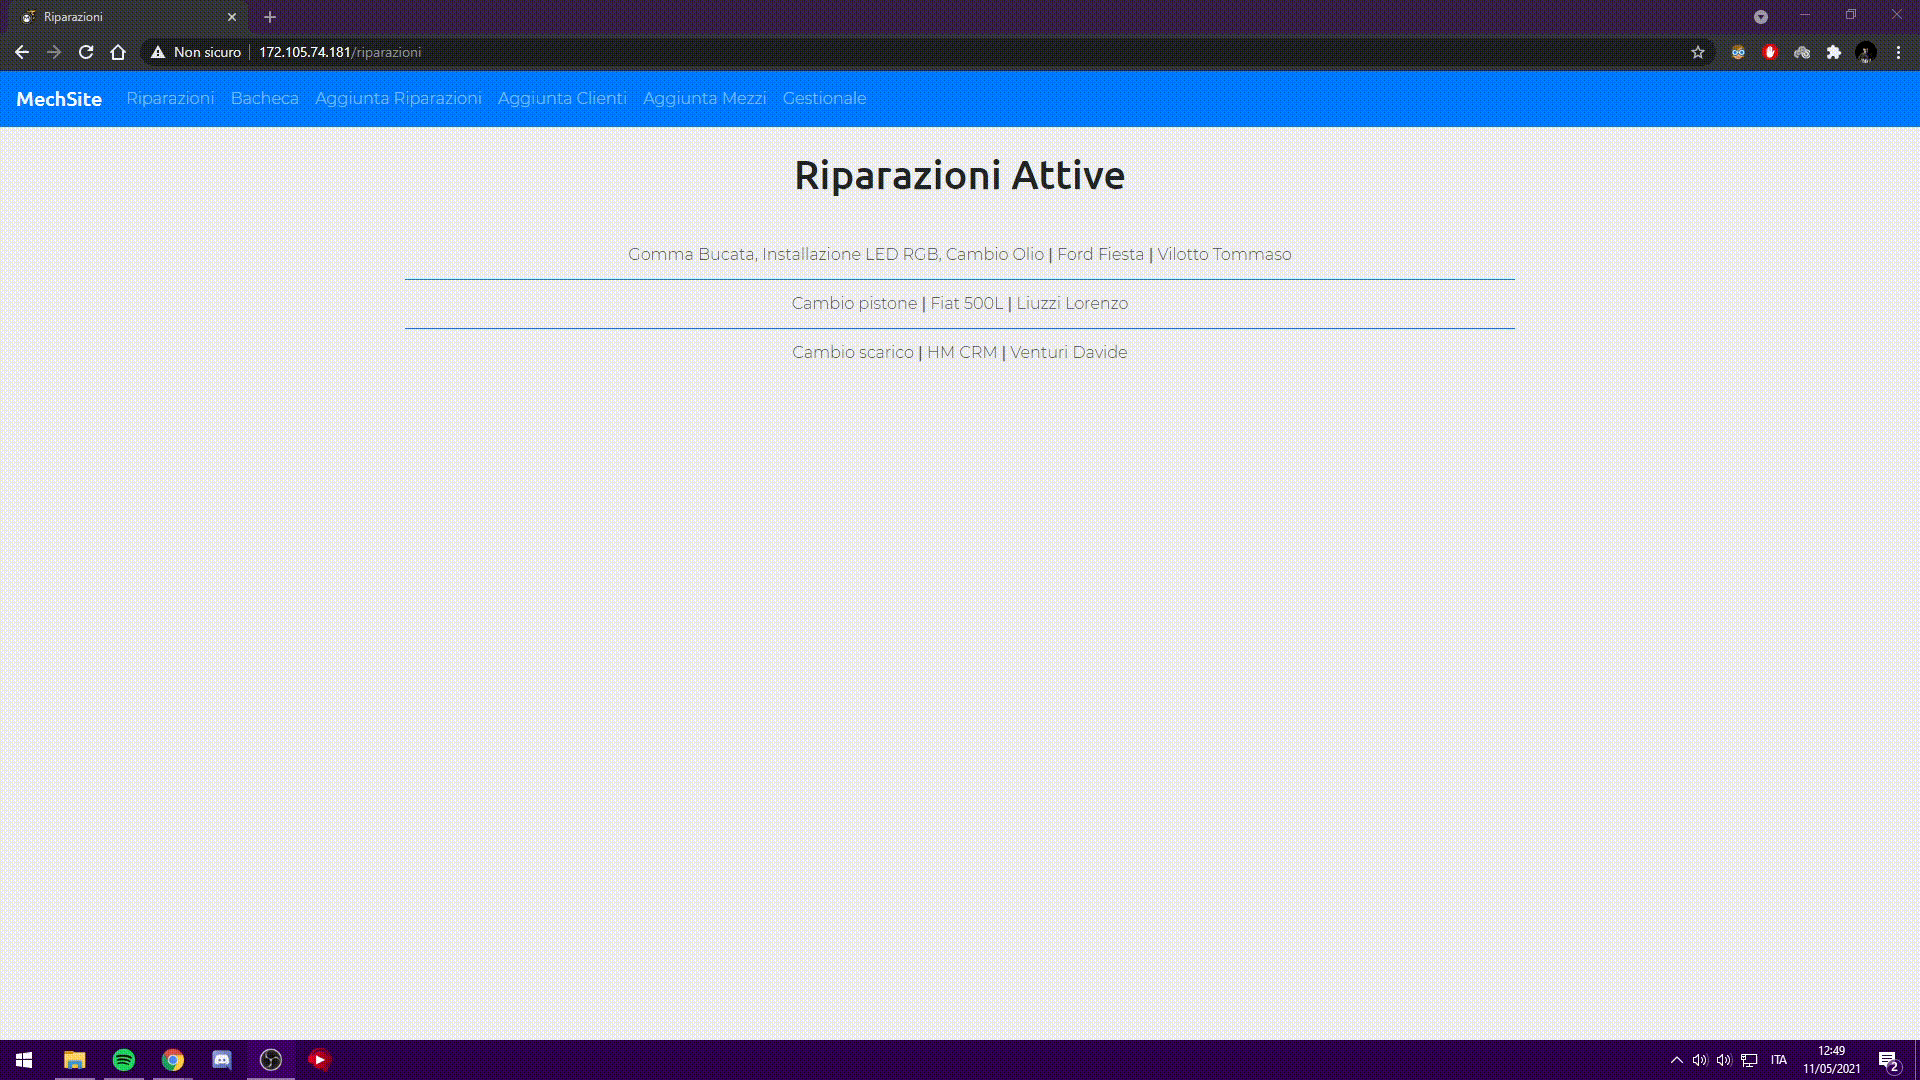 Riparazioni
Non sicuro 172.105.74.181/riparazioni
MechSite Riparazioni Bacheca Aggiunta Riparazioni Aggiunta Clienti Aggiunta Mezzi Gestionale
Riparazioni Attive
Gomma Bucata, Installazione LED RGB, Cambio Olio | Ford Fiesta | Vilotto Tommaso
Cambio pistone | Fiat 500L | Liuzzi Lorenzo
Cambio scarico | HM CRM | Venturi Davide
ITA
12:49
11/05/2021
2